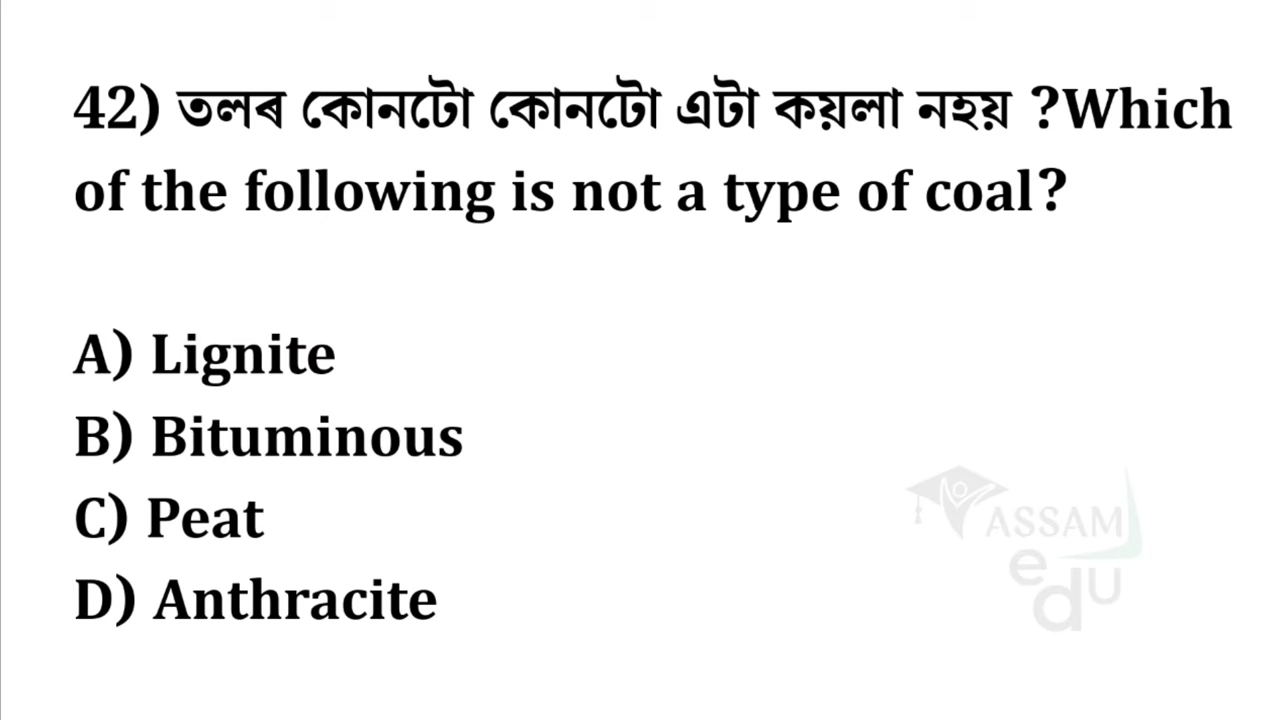 42) তলৰ কোনটো কোনটো এটা কয়লা নহয় ?Which
of the following is not a type of coal?
A) Lignite
B) Bituminous
C) Peat
D) Anthracite
ASSAM
edu